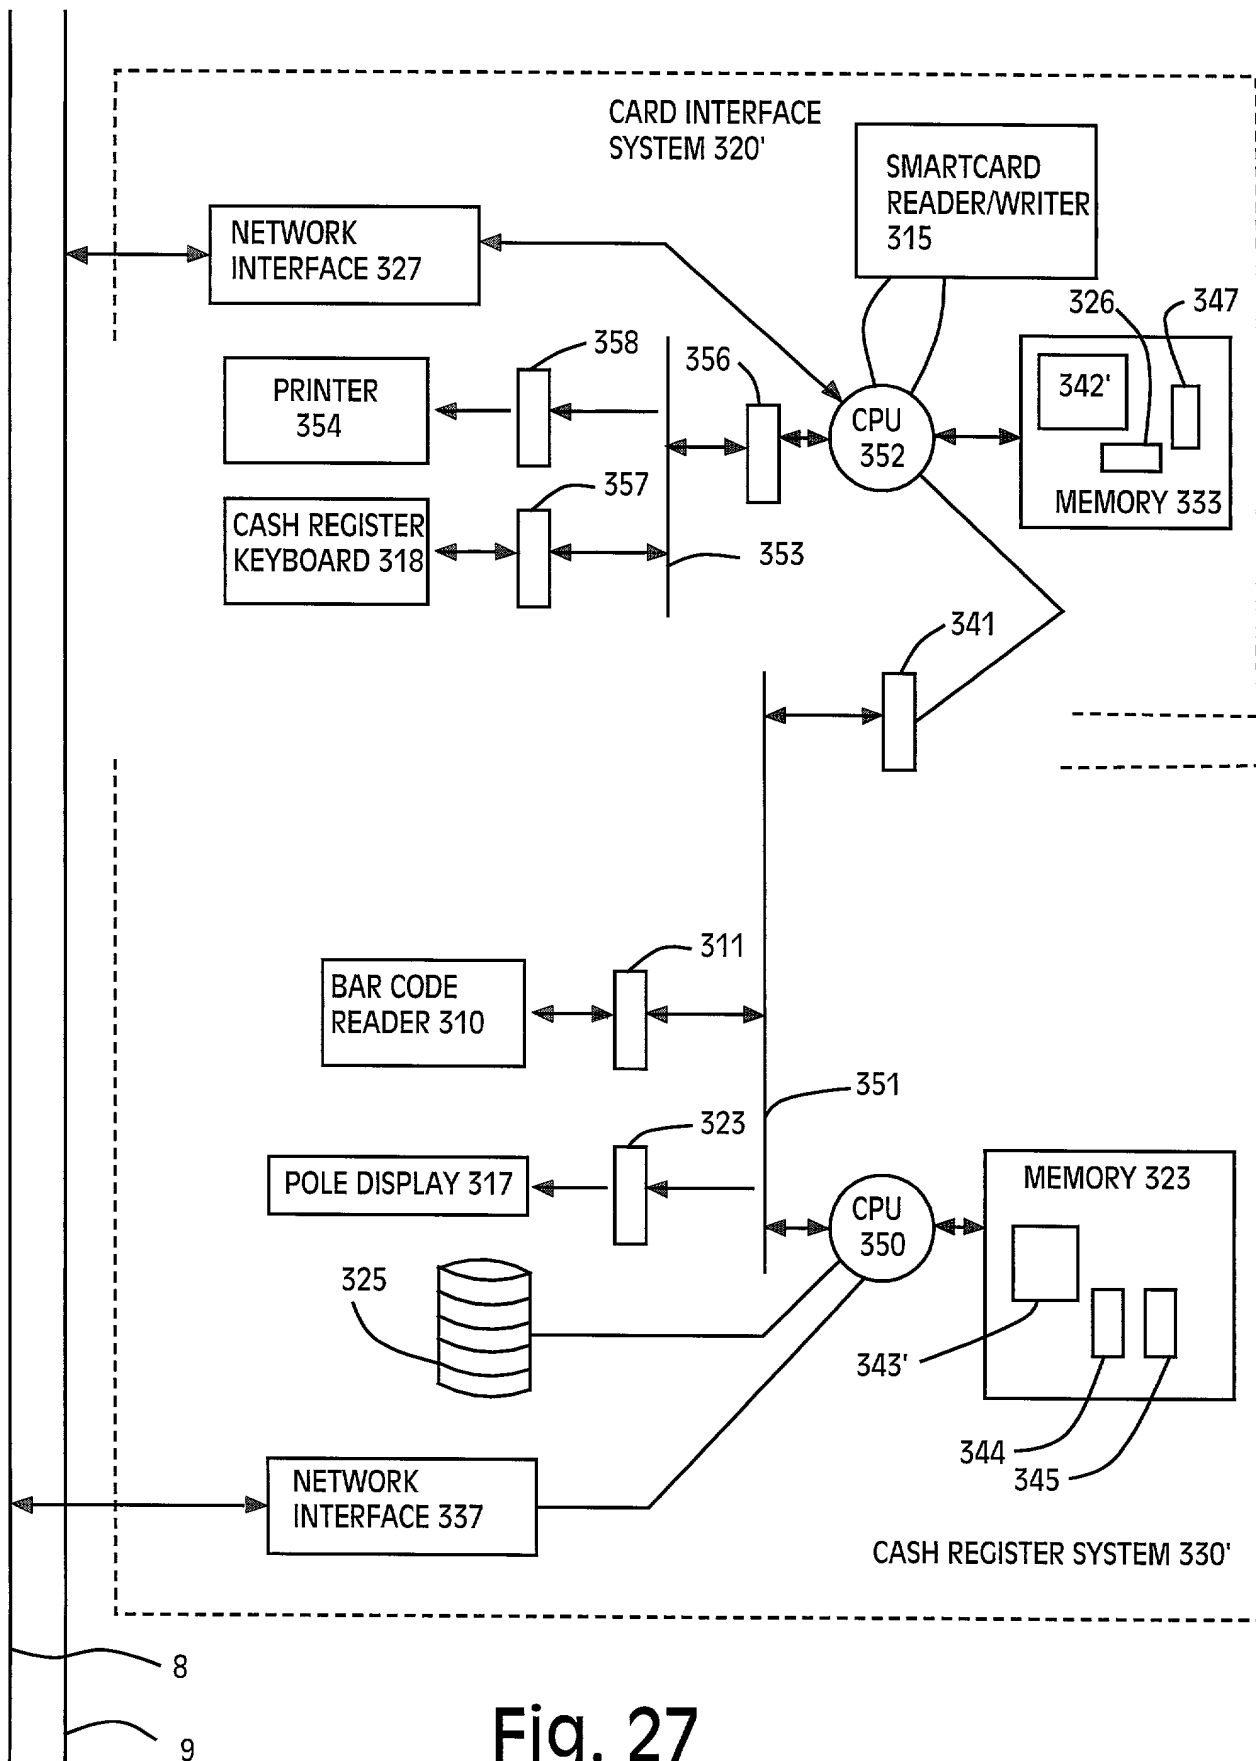 CARD INTERFACE
SYSTEM 320'
SMARTCARD
READER/WRITER
315
NETWORK
INTERFACE 327
326
347
358
356
PRINTER
354
CPU
352
342'
MEMORY 333
357
CASH REGISTER
KEYBOARD 318
353
341
311
BAR CODE
READER 310
351
323
POLE DISPLAY 317
CPU
350
MEMORY 323
325
343'
344
345
NETWORK
INTERFACE 337
CASH REGISTER SYSTEM 330'
8
9
Fig. 27